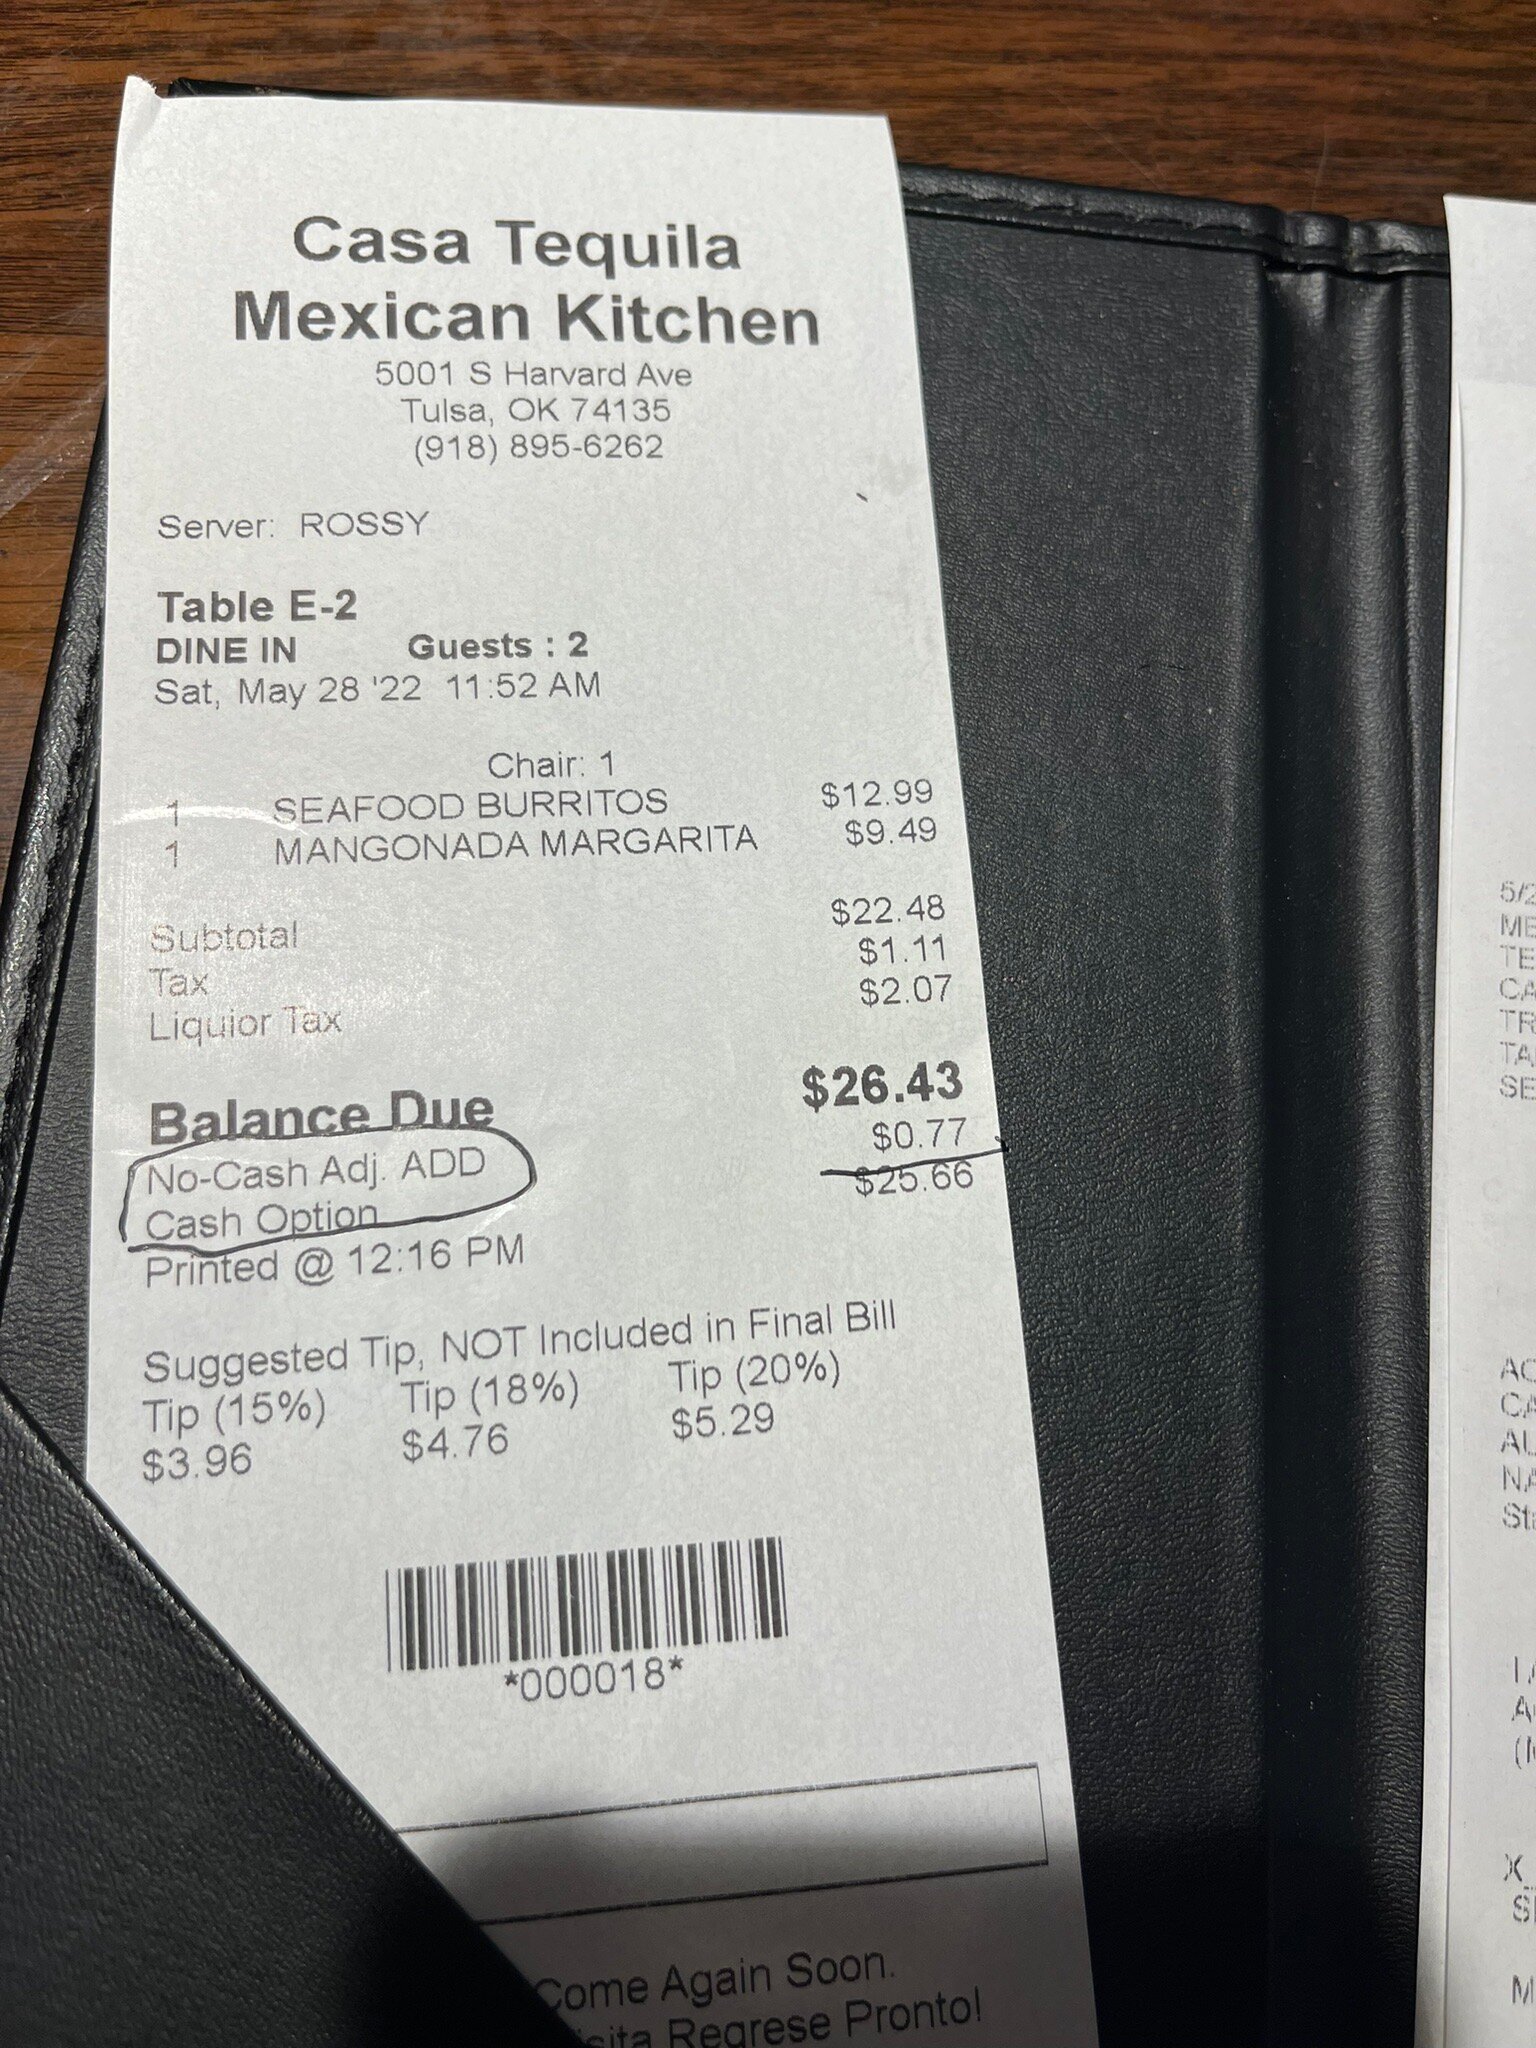 Casa Tequila
Mexican Kitchen
5001 S Harvard Ave
Tulsa, OK 74135
(918) 895-6262
Server: ROSSY
Table E-2
DINE IN Guests : 2
Sat, May 28 '22 11:52 AM
Chair: 1
1 SEAFOOD BURRITOS $12.99
1 MANGONADA MARGARITA $9.49
Subtotal $22.48
Tax $1.11
Liquior Tax $2.07
Balance Due $26.43
No-Cash Adj. ADD $0.77
Cash Option $25.66
Printed @ 12:16 PM
Suggested Tip, NOT Included in Final Bill
Tip (15%) Tip (18%) Tip (20%)
$3.96 $4.76 $5.29
*000018*
Come Again Soon.
Regrese Pronto!